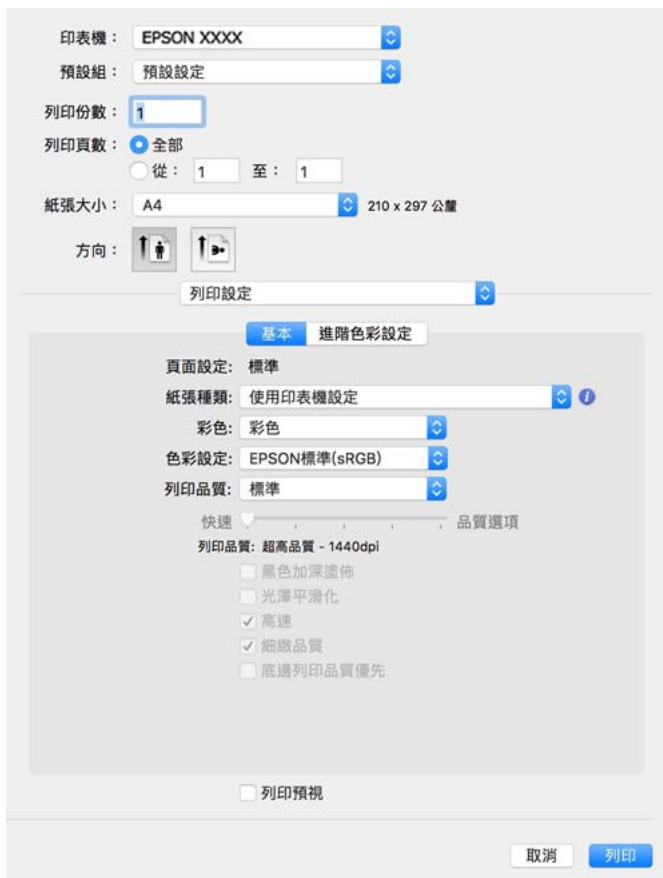 印表機： EPSON XXXX
預設組： 預設設定
列印份數： 1
列印頁數： 全部
從： 1 至： 1
紙張大小： A4 210 x 297 公釐
方向：
列印設定
基本 進階色彩設定
頁面設定: 標準
紙張種類: 使用印表機設定
彩色: 彩色
色彩設定: EPSON標準(sRGB)
列印品質: 標準
快速 品質選項
列印品質: 超高品質 - 1440dpi
黑色加深塗佈
光澤平滑化
高速
細緻品質
底邊列印品質優先
列印預視
取消 列印